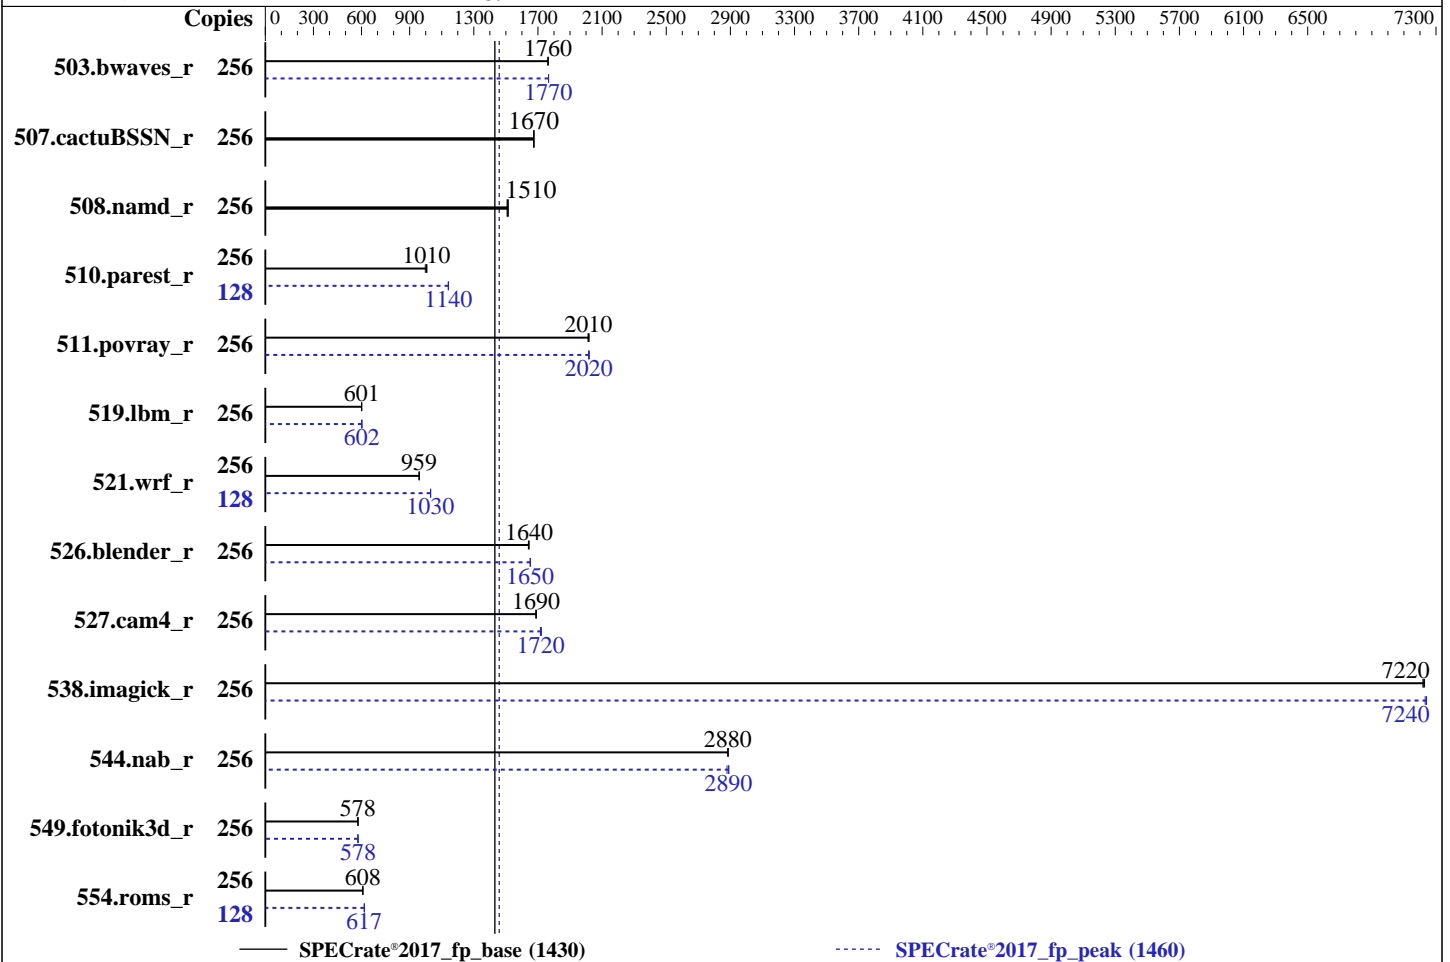 Copies 0 300 600 900 1300 1700 2100 2500 2900 3300 3700 4100 4500 4900 5300 5700 6100 6500 7300
503.bwaves_r 256 1760
1770
507.cactuBSSN_r 256 1670
508.namd_r 256 1510
510.parest_r 256 1010
128 1140
511.povray_r 256 2010
2020
519.lbm_r 256 601
602
521.wrf_r 256 959
128 1030
526.blender_r 256 1640
1650
527.cam4_r 256 1690
1720
538.imagick_r 256 7220
7240
544.nab_r 256 2880
2890
549.fotonik3d_r 256 578
578
554.roms_r 256 608
128 617
SPECrate®2017_fp_base (1430) SPECrate®2017_fp_peak (1460)